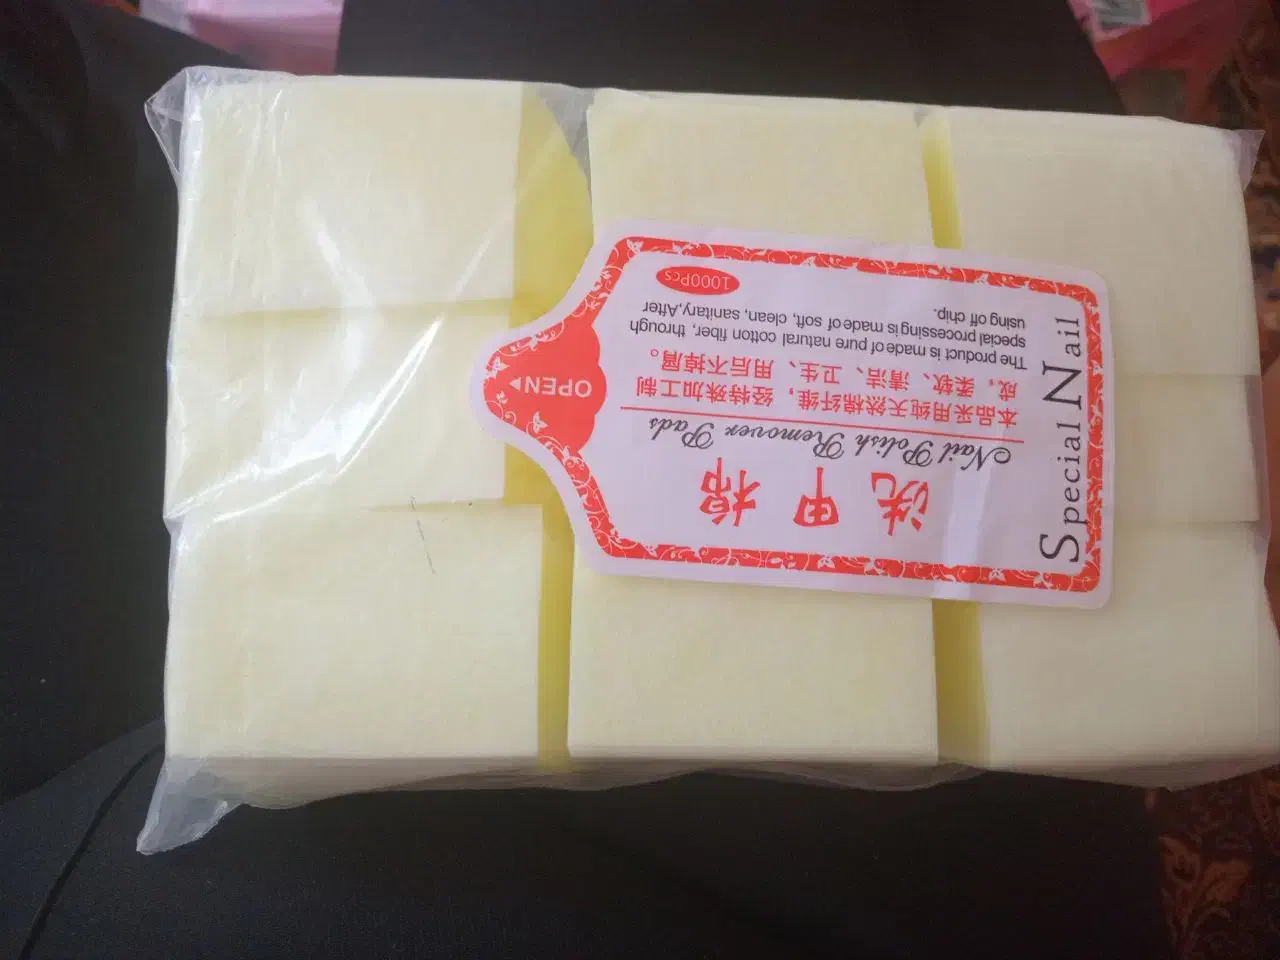 Special Nail
洗甲棉
Nail Polish Remover Pads
本品采用纯天然棉纤维，经特殊加工制
成，柔软、清洁、卫生、用后不掉屑。
The product is made of pure natural cotton fiber, through
special processing is made of soft, clean, sanitary,After
using off chip.
1000Pcs
OPEN